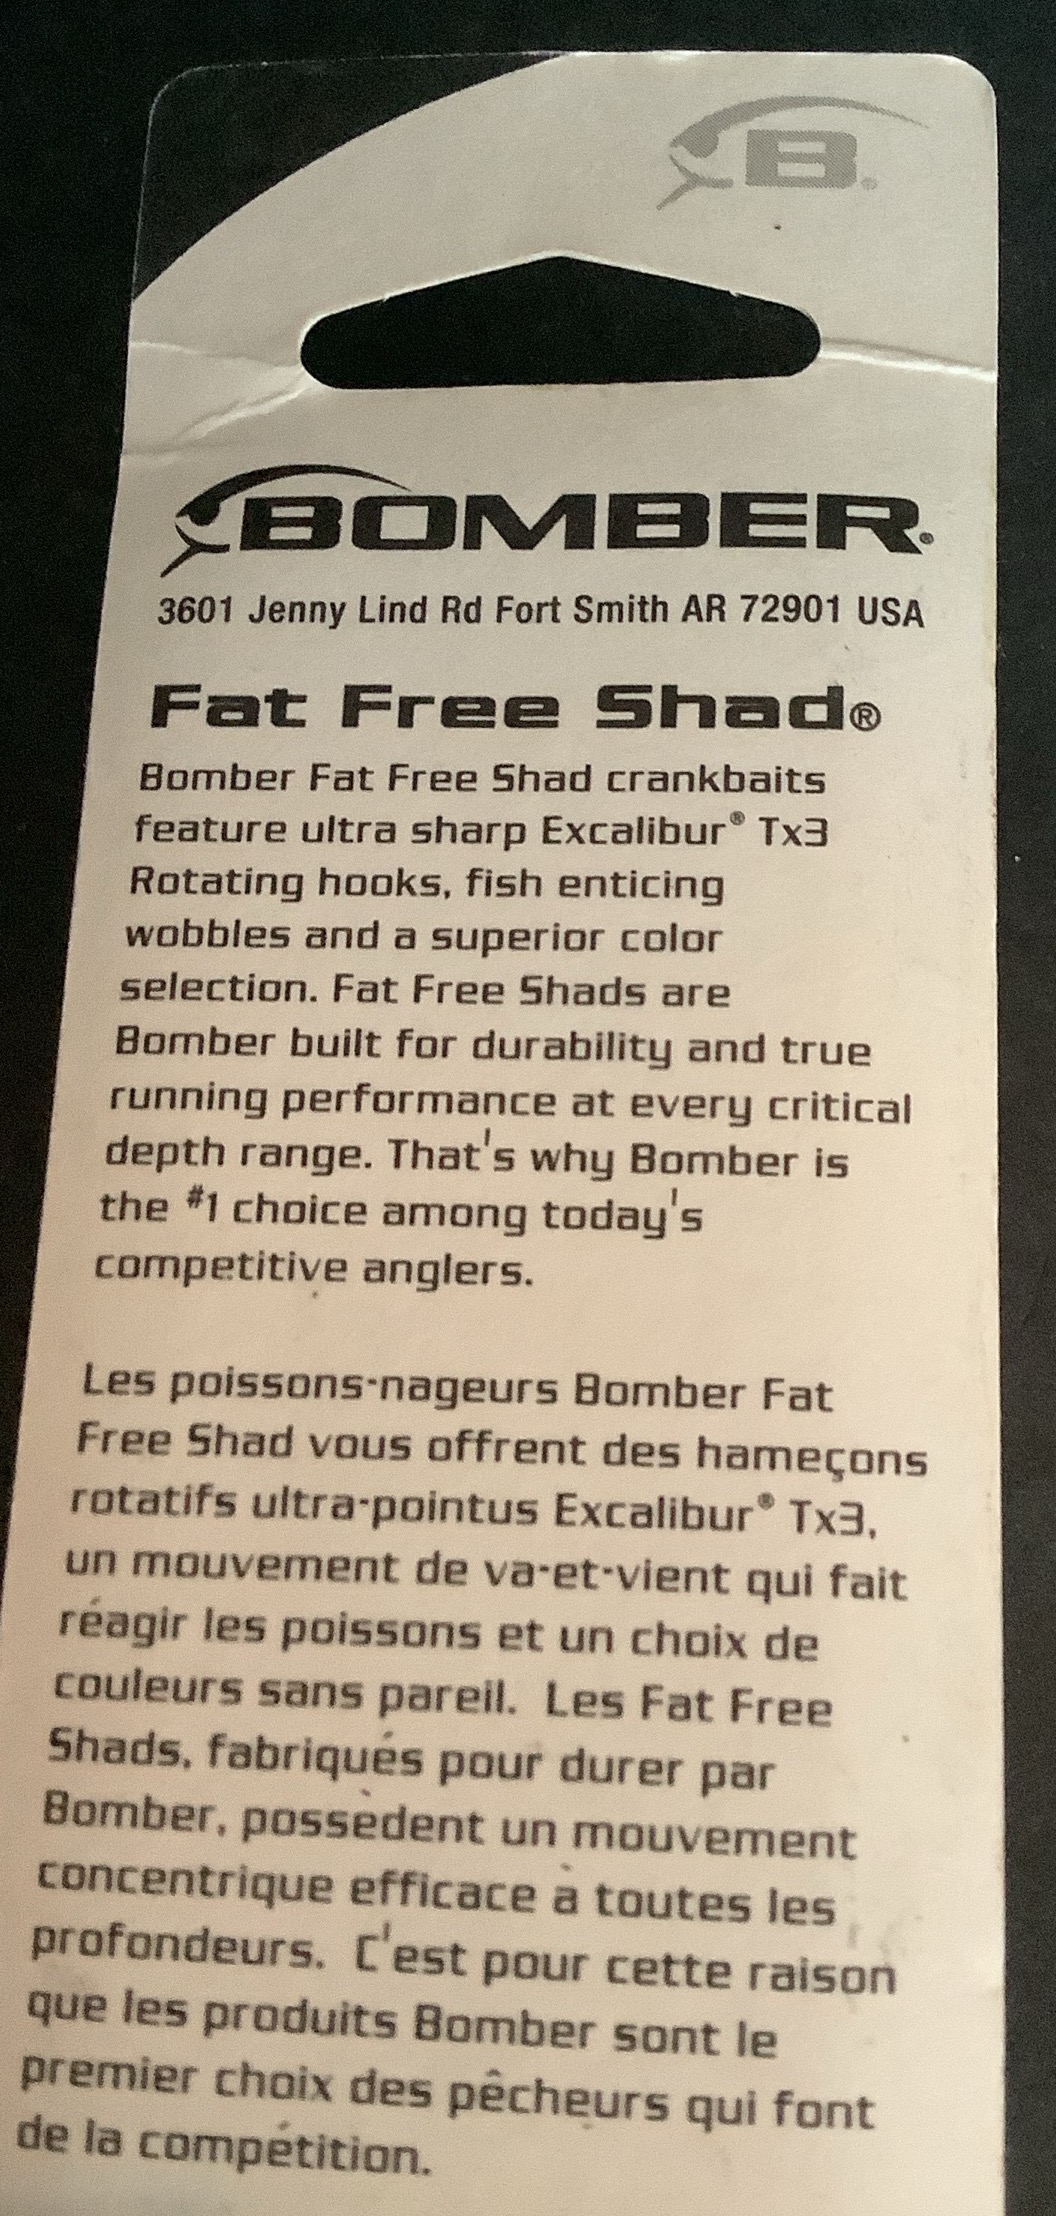 B®
BOMBER®
3601 Jenny Lind Rd Fort Smith AR 72901 USA
Fat Free Shad®
Bomber Fat Free Shad crankbaits
feature ultra sharp Excalibur® Tx3
Rotating hooks, fish enticing
wobbles and a superior color
selection. Fat Free Shads are
Bomber built for durability and true
running performance at every critical
depth range. That's why Bomber is
the #1 choice among today's
competitive anglers.
Les poissons-nageurs Bomber Fat
Free Shad vous offrent des hameçons
rotatifs ultra-pointus Excalibur® Tx3,
un mouvement de va-et-vient qui fait
réagir les poissons et un choix de
couleurs sans pareil. Les Fat Free
Shads, fabriqués pour durer par
Bomber, possèdent un mouvement
concentrique efficace à toutes les
profondeurs. C'est pour cette raison
que les produits Bomber sont le
premier choix des pêcheurs qui font
de la compétition.